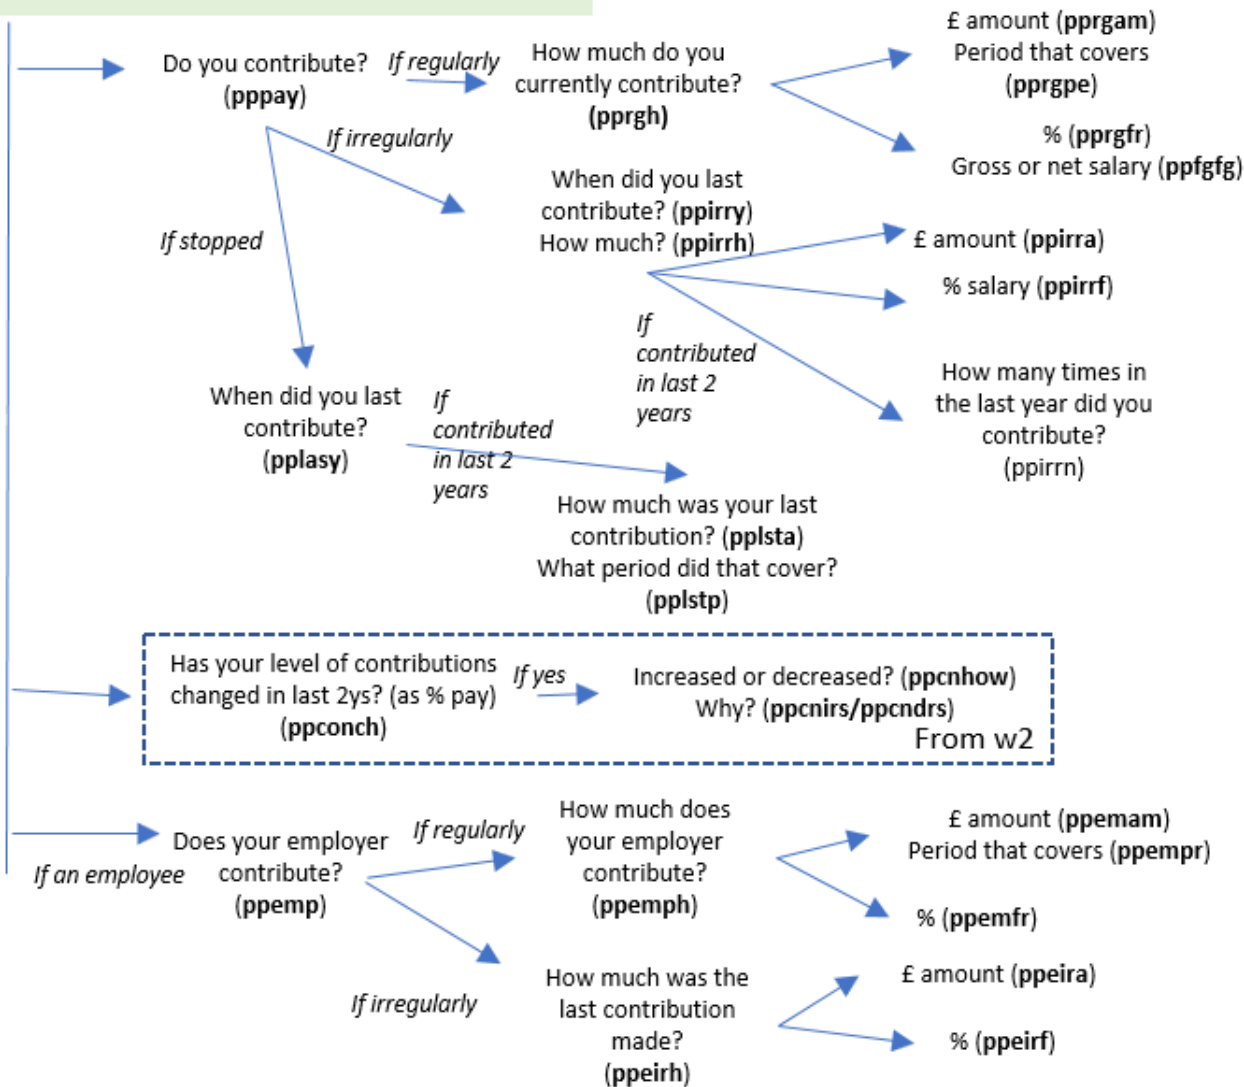 Do you contribute?
(pppay)
If regularly
How much do you
currently contribute?
(pprgh)
£ amount (pprgam)
Period that covers
(pprgpe)
% (pprgfr)
Gross or net salary (ppfgfg)
If irregularly
When did you last
contribute? (ppirry)
How much? (ppirrh)
£ amount (ppirra)
% salary (ppirrf)
If
contributed
in last 2
years
How many times in
the last year did you
contribute?
(ppirrn)
If stopped
When did you last
contribute?
(pplasy)
If
contributed
in last 2
years
How much was your last
contribution? (pplsta)
What period did that cover?
(pplstp)
Has your level of contributions
changed in last 2ys? (as % pay)
(ppconch)
If yes
Increased or decreased? (ppcnhow)
Why? (ppcnirs/ppcndrs)
From w2
If an employee
Does your employer
contribute?
(ppemp)
If regularly
How much does
your employer
contribute?
(ppemph)
£ amount (ppemam)
Period that covers (ppempr)
% (ppemfr)
If irregularly
How much was the
last contribution
made?
(ppeirh)
£ amount (ppeira)
% (ppeirf)